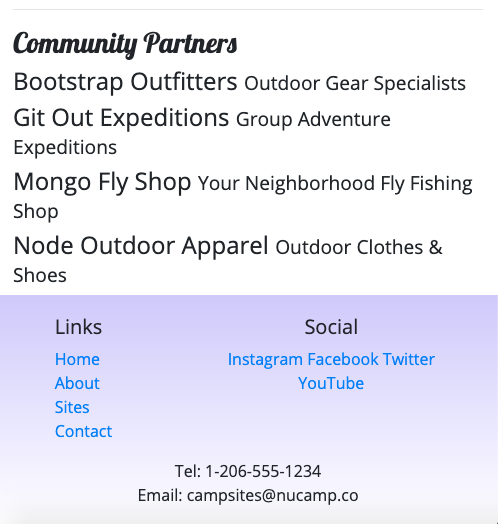 Community Partners
Bootstrap Outfitters Outdoor Gear Specialists
Git Out Expeditions Group Adventure
Expeditions
Mongo Fly Shop Your Neighborhood Fly Fishing
Shop
Node Outdoor Apparel Outdoor Clothes &
Shoes
Links
Home
About
Sites
Contact
Social
Instagram Facebook Twitter
YouTube
Tel: 1-206-555-1234
Email: campsites@nucamp.co